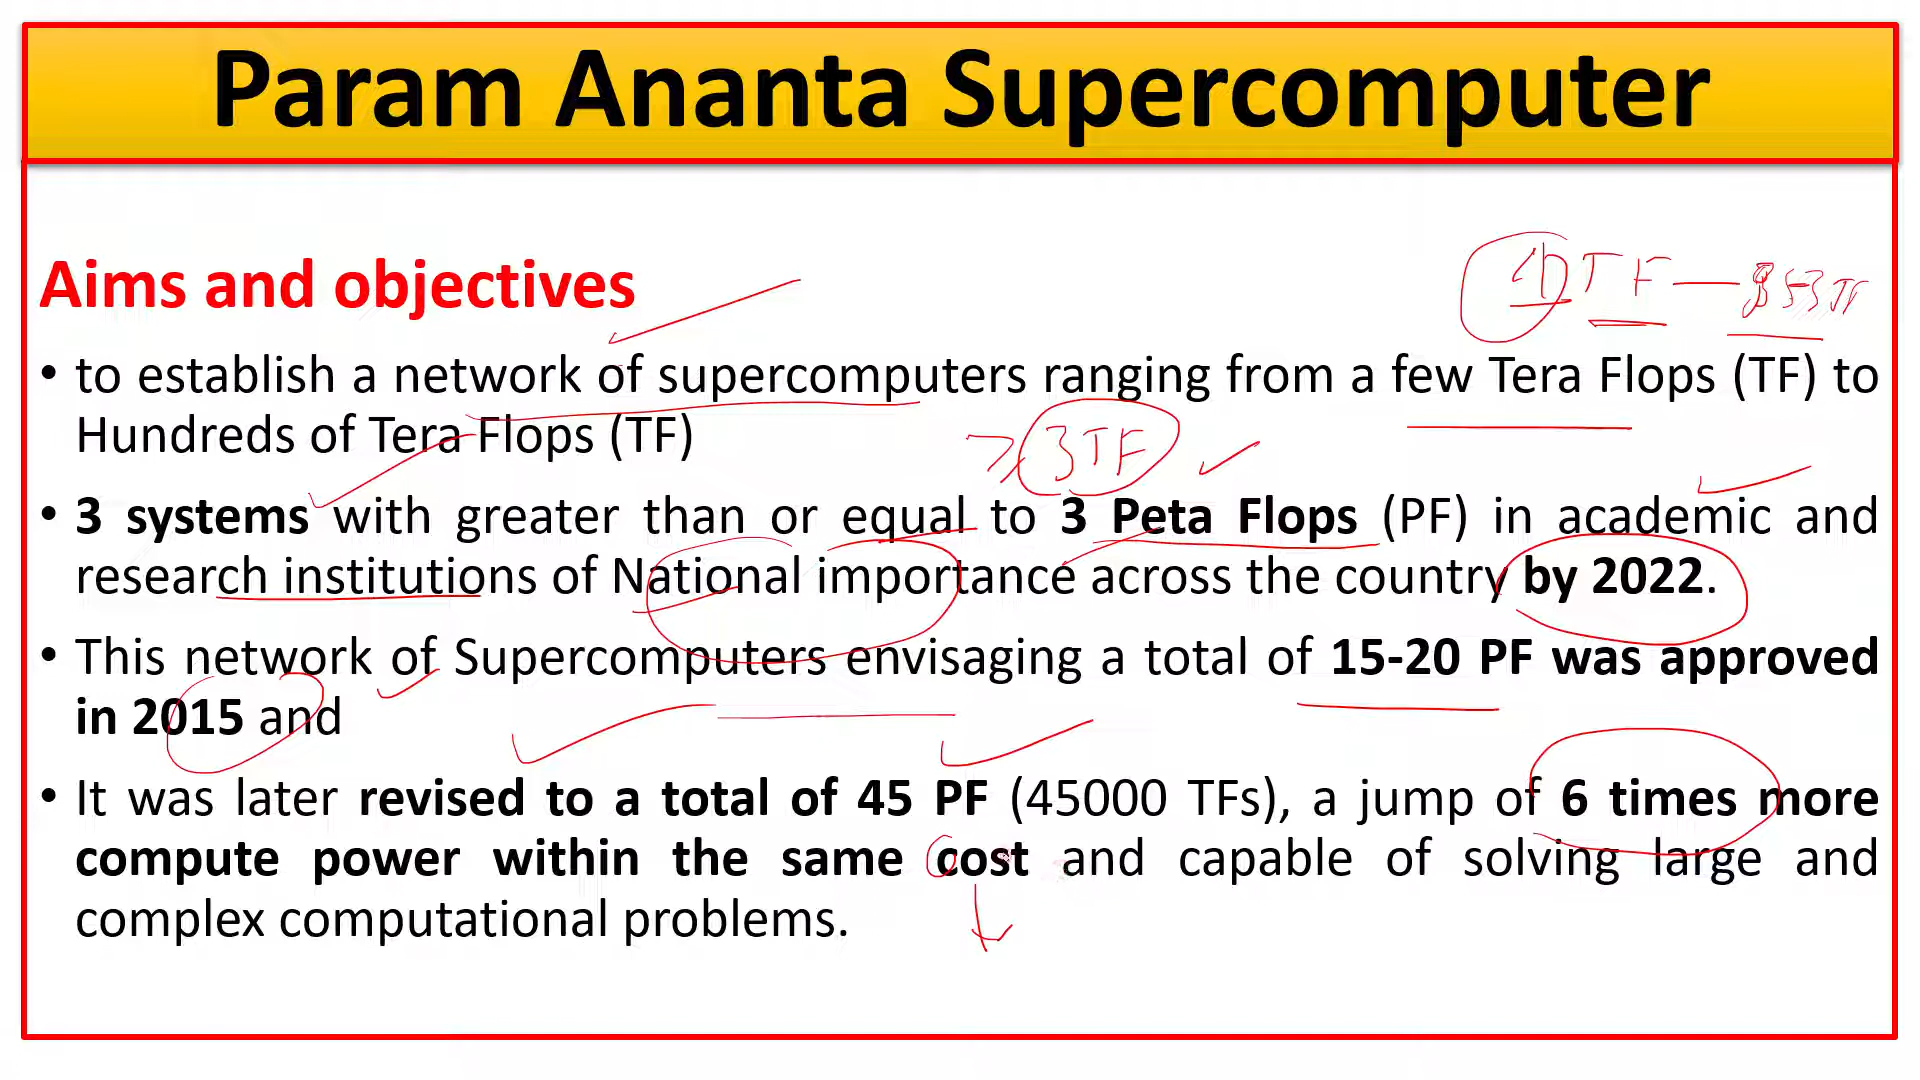 Param Ananta Supercomputer
Aims and objectives
TF
• to establish a network of supercomputers ranging from a few Tera Flops (TF) to
Hundreds of Tera Flops (TF)
≥ 3TF
• 3 systems with greater than or equal to 3 Peta Flops (PF) in academic and
research institutions of National importance across the country by 2022.
• This network of Supercomputers envisaging a total of 15-20 PF was approved
in 2015 and
• It was later revised to a total of 45 PF (45000 TFs), a jump of 6 times more
compute power within the same cost and capable of solving large and
complex computational problems.